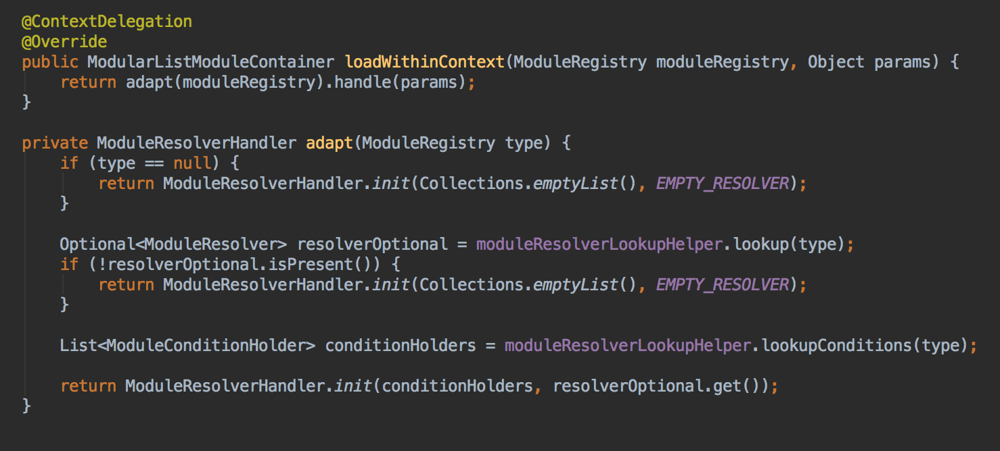 @ContextDelegation
@Override
public ModularListModuleContainer loadWithinContext(ModuleRegistry moduleRegistry, Object params) {
    return adapt(moduleRegistry).handle(params);
}

private ModuleResolverHandler adapt(ModuleRegistry type) {
    if (type == null) {
        return ModuleResolverHandler.init(Collections.emptyList(), EMPTY_RESOLVER);
    }

    Optional<ModuleResolver> resolverOptional = moduleResolverLookupHelper.lookup(type);
    if (!resolverOptional.isPresent()) {
        return ModuleResolverHandler.init(Collections.emptyList(), EMPTY_RESOLVER);
    }

    List<ModuleConditionHolder> conditionHolders = moduleResolverLookupHelper.lookupConditions(type);

    return ModuleResolverHandler.init(conditionHolders, resolverOptional.get());
}